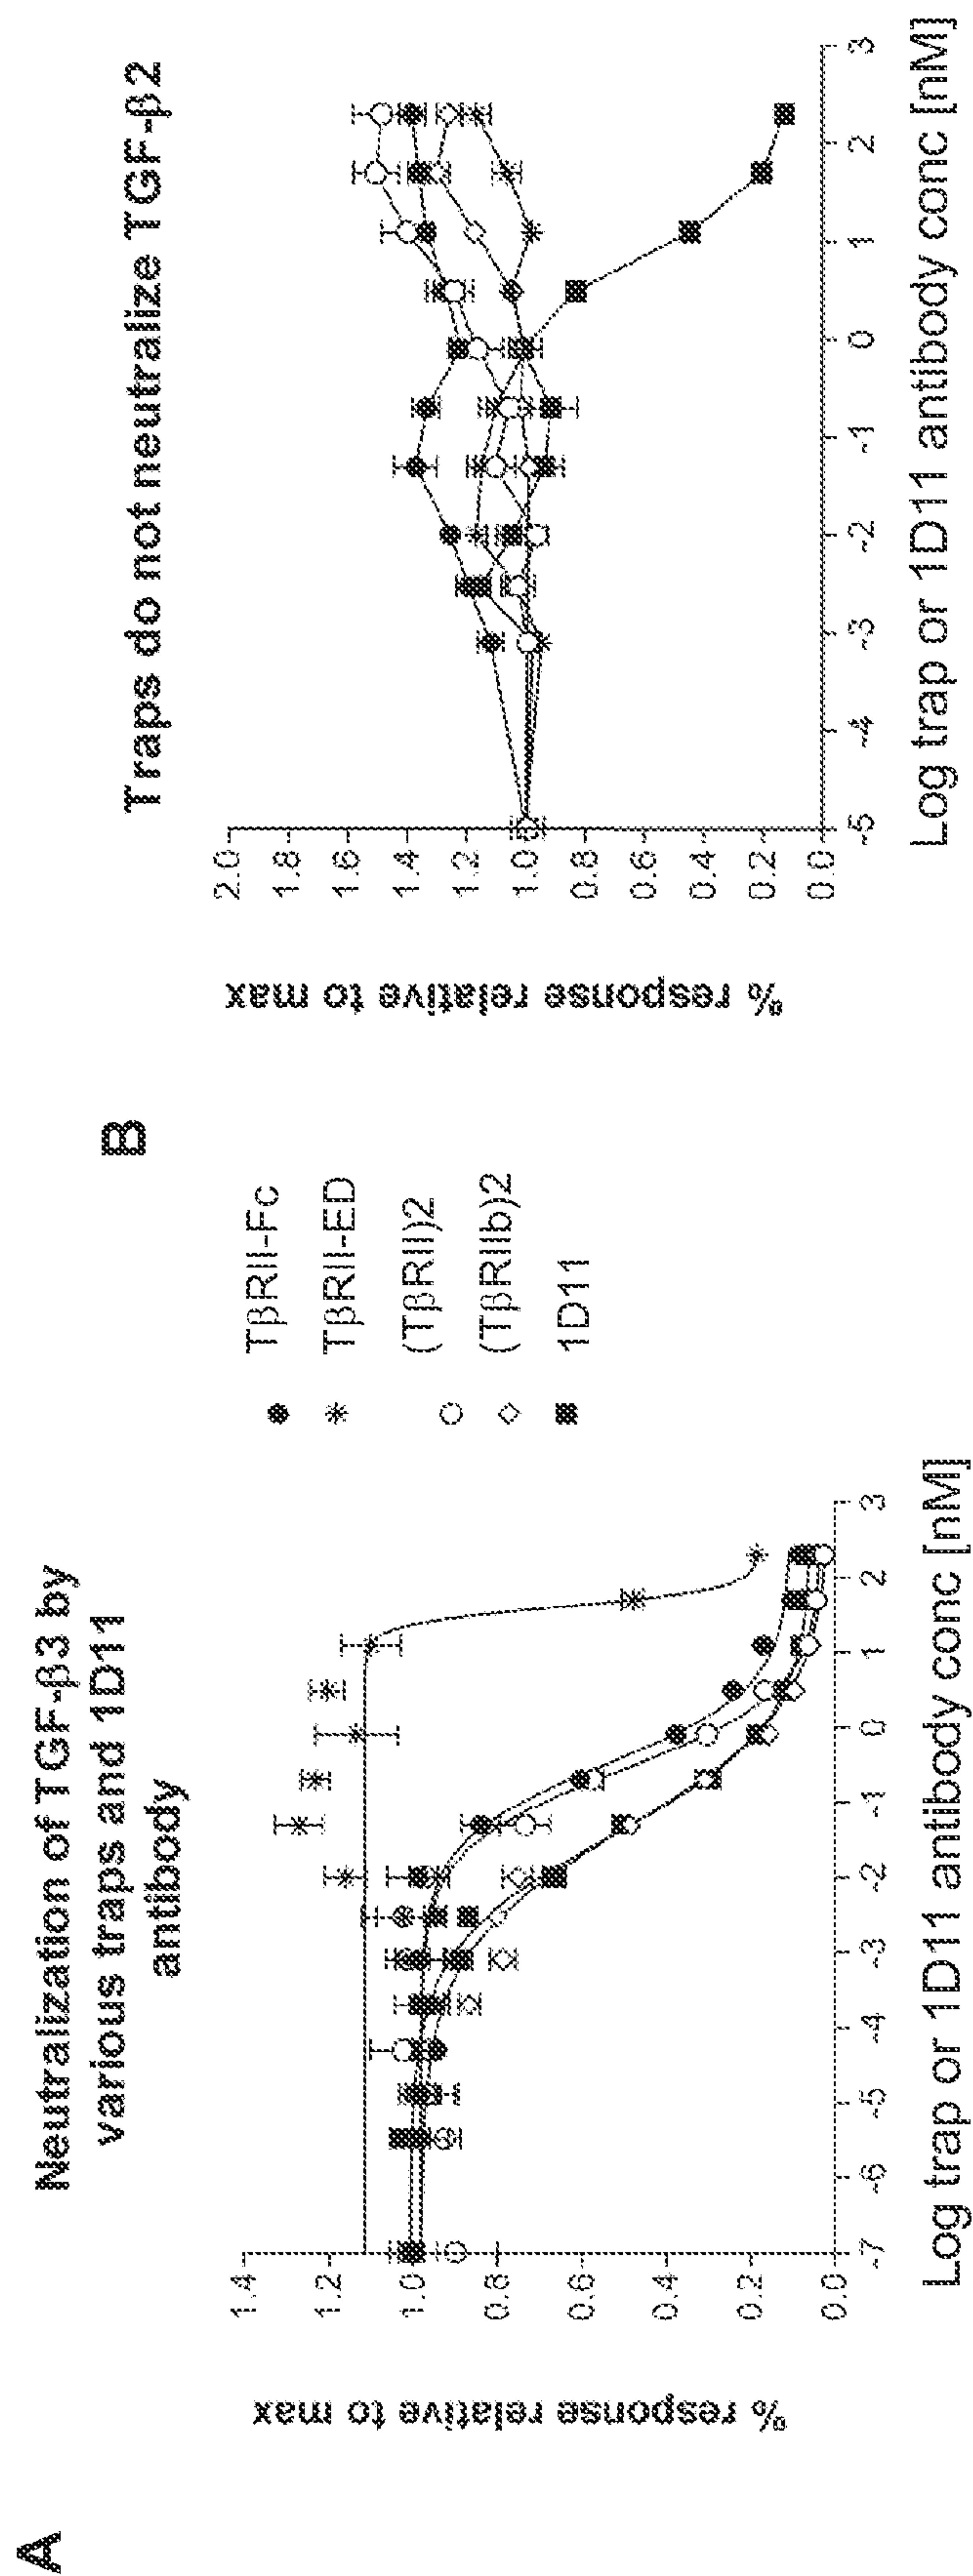 A
Neutralization of TGF-β3 by
various traps and 1D11
antibody
% response relative to max
1.4
1.2
1.0
0.8
0.6
0.4
0.2
0.0
-7
-6
-5
-4
-3
-2
-1
0
1
2
3
Log trap or 1D11 antibody conc [nM]
TβRII-Fc
TβRII-ED
(TβRII)2
(TβRIIb)2
1D11
B
Traps do not neutralize TGF-β2
% response relative to max
2.0
1.8
1.6
1.4
1.2
1.0
0.8
0.6
0.4
0.2
0.0
-5
-4
-3
-2
-1
0
1
2
3
Log trap or 1D11 antibody conc [nM]